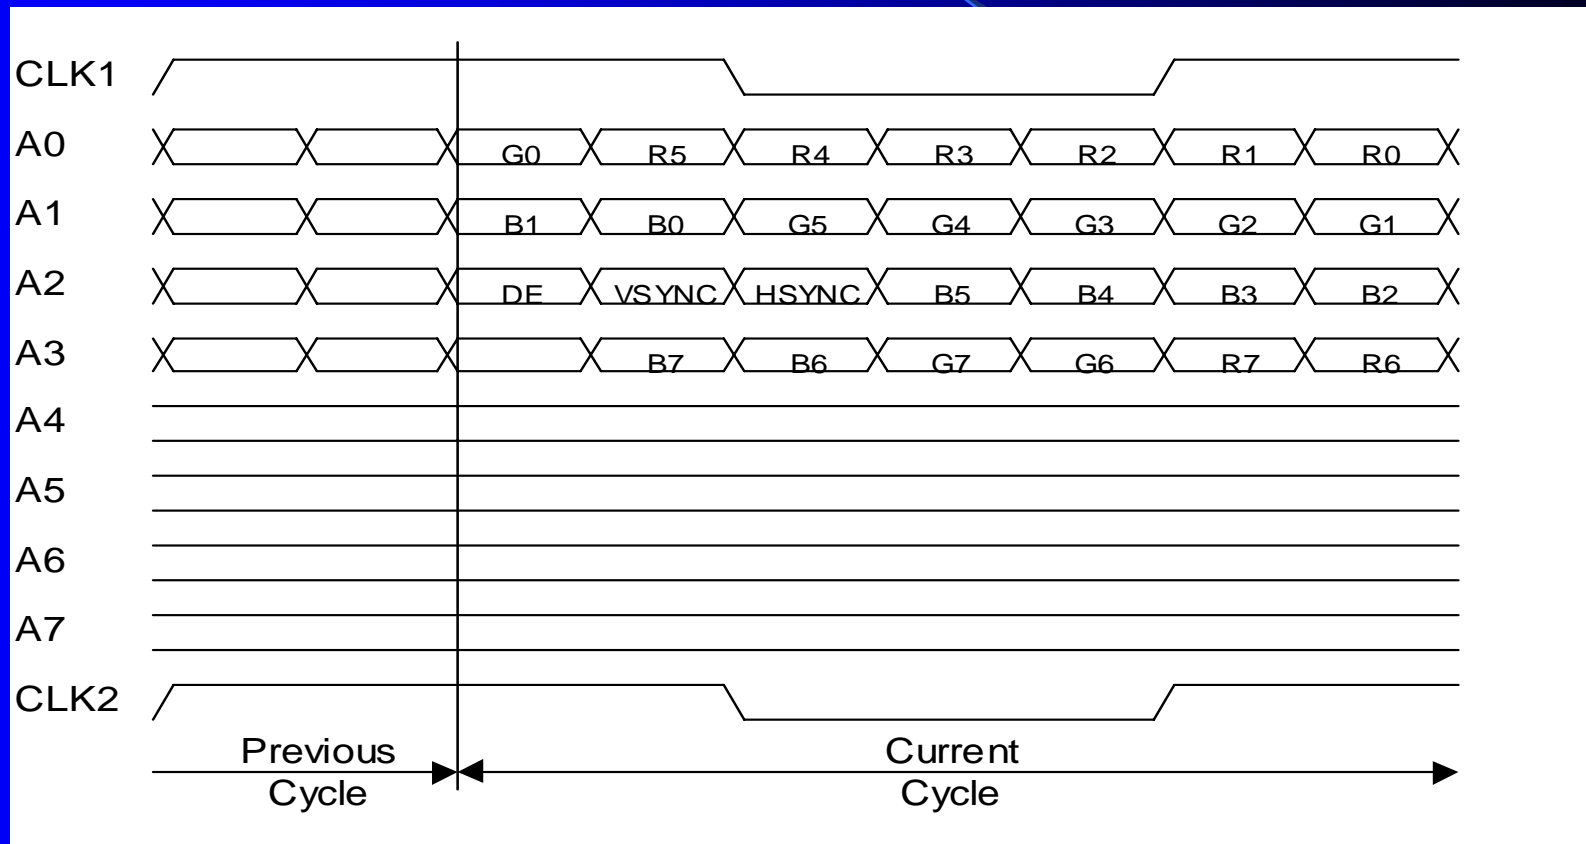 CLK1
A0 G0 R5 R4 R3 R2 R1 R0
A1 B1 B0 G5 G4 G3 G2 G1
A2 DE VSYNC HSYNC B5 B4 B3 B2
A3 B7 B6 G7 G6 R7 R6
A4
A5
A6
A7
CLK2
Previous Current
Cycle Cycle